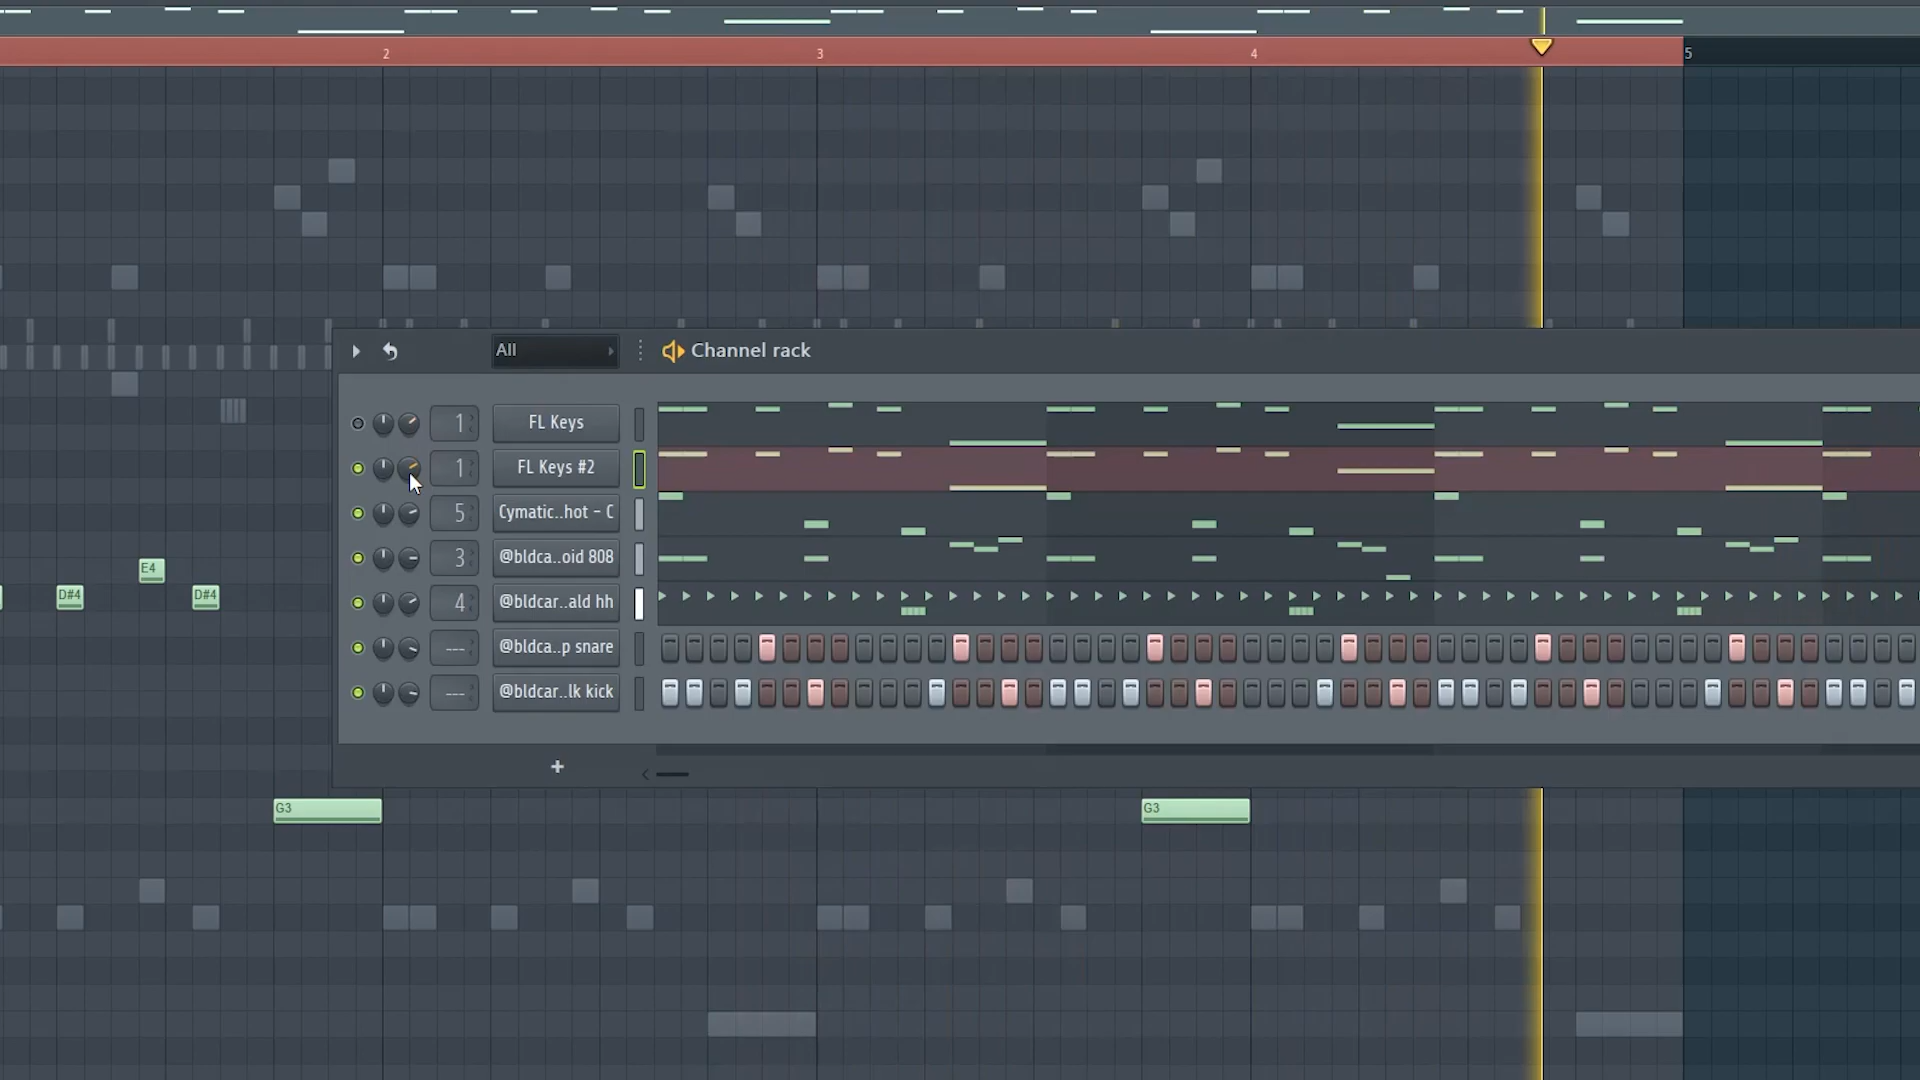 2 3 4 5
All Channel rack
1 FL Keys
1 FL Keys #2
5 Cymatic..hot - C
3 @bldca..oid 808
4 @bldcar..ald hh
--- @bldca..p snare
--- @bldcar..lk kick
E4
D#4 D#4
G3 G3